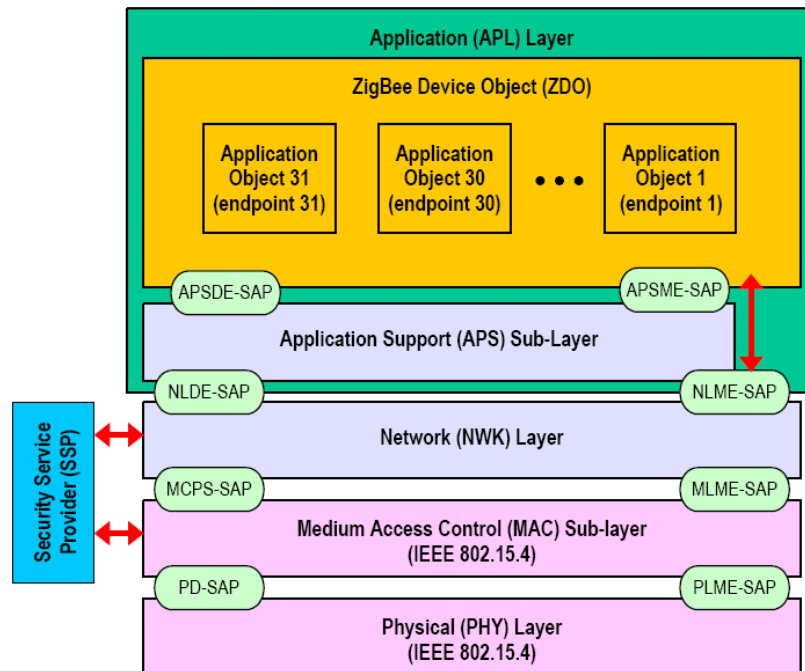 Application (APL) Layer
ZigBee Device Object (ZDO)
Application
Object 31
(endpoint 31)
Application
Object 30
(endpoint 30)
• • •
Application
Object 1
(endpoint 1)
APSDE-SAP
APSME-SAP
Application Support (APS) Sub-Layer
NLDE-SAP
NLME-SAP
Security Service
Provider (SSP)
Network (NWK) Layer
MCPS-SAP
MLME-SAP
Medium Access Control (MAC) Sub-layer
(IEEE 802.15.4)
PD-SAP
PLME-SAP
Physical (PHY) Layer
(IEEE 802.15.4)